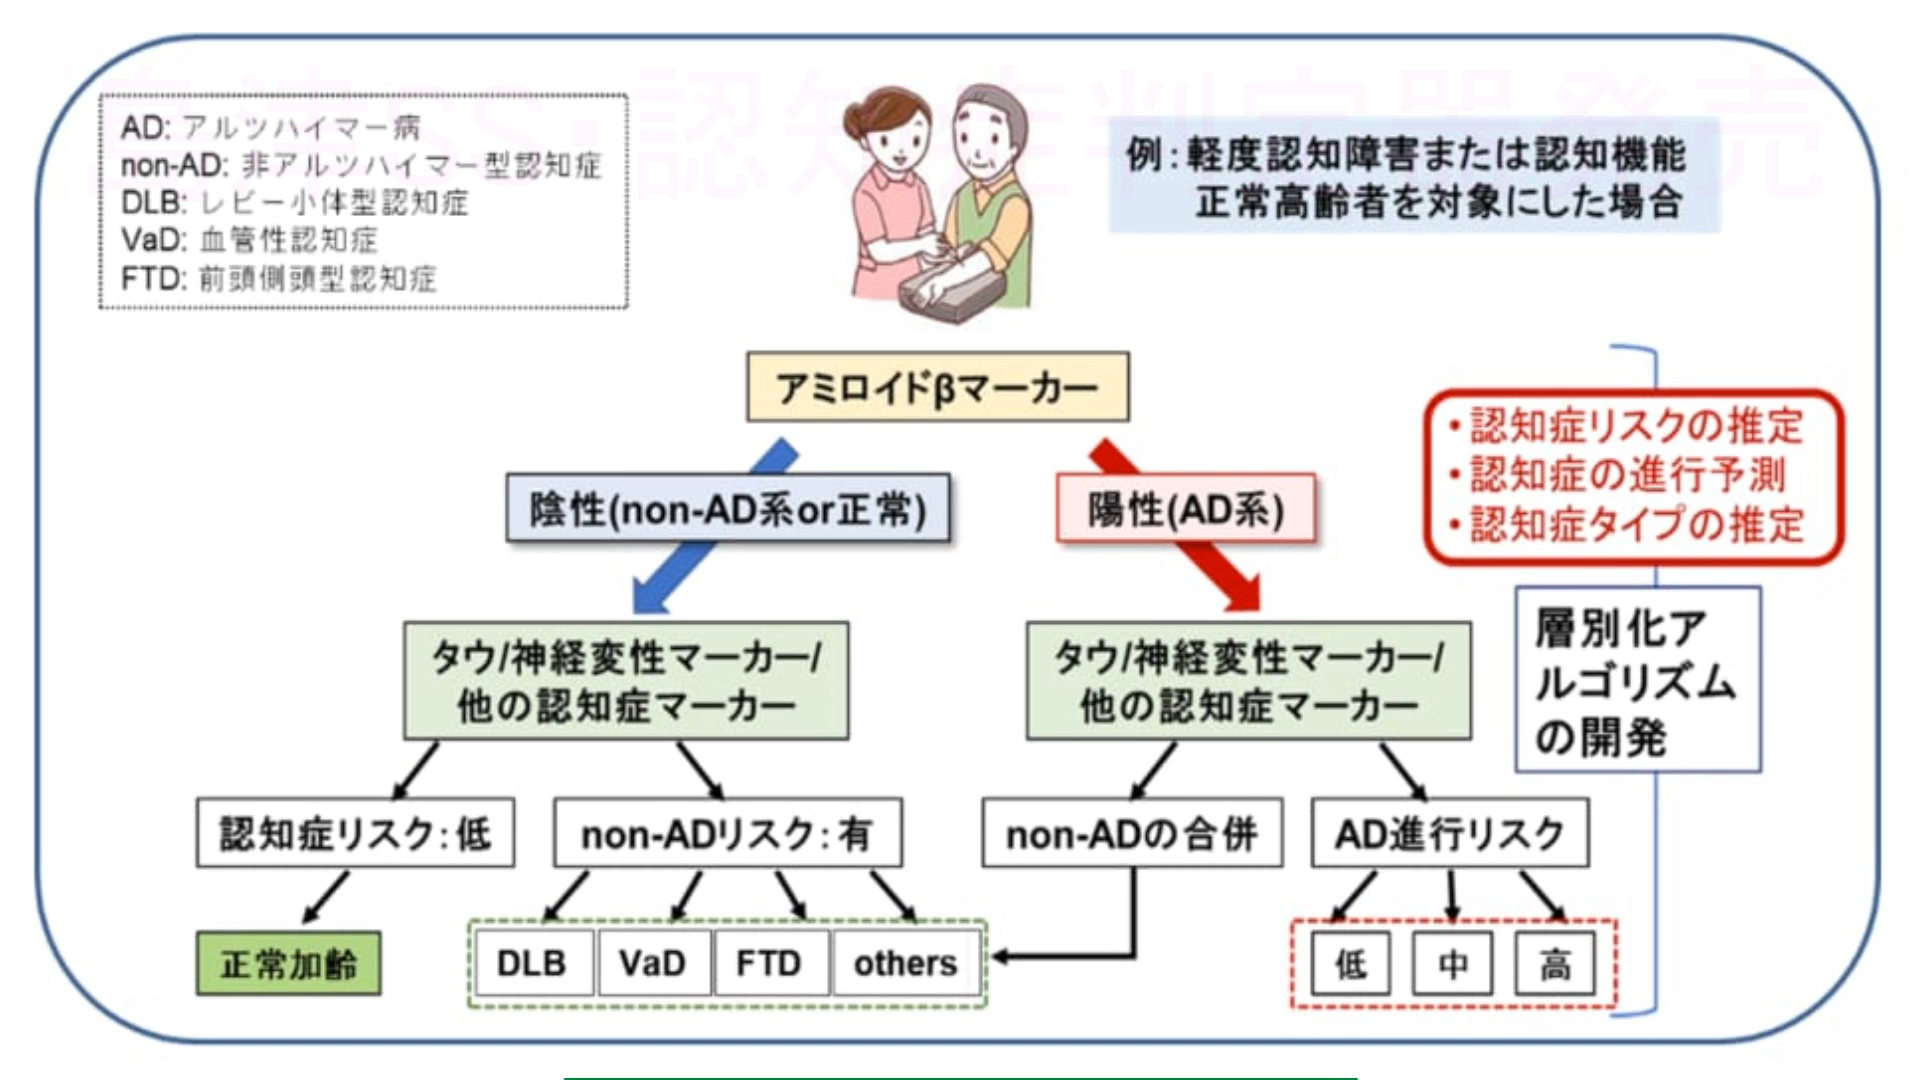 AD: アルツハイマー病
non-AD: 非アルツハイマー型認知症
DLB: レビー小体型認知症
VaD: 血管性認知症
FTD: 前頭側頭型認知症
例：軽度認知障害または認知機能
正常高齢者を対象にした場合
アミロイドβマーカー
陰性(non-AD系or正常)
陽性(AD系)
・認知症リスクの推定
・認知症の進行予測
・認知症タイプの推定
タウ/神経変性マーカー/
他の認知症マーカー
タウ/神経変性マーカー/
他の認知症マーカー
層別化ア
ルゴリズム
の開発
認知症リスク：低
non-ADリスク：有
non-ADの合併
AD進行リスク
正常加齢
DLB
VaD
FTD
others
低
中
高